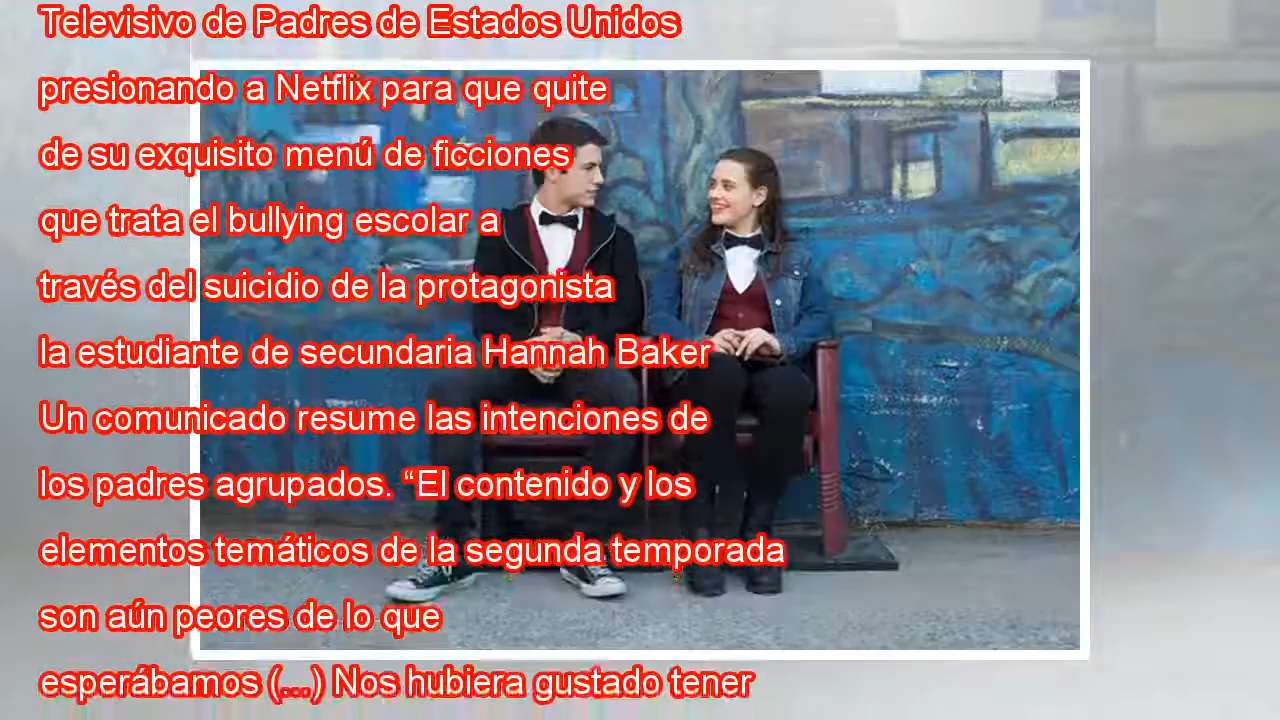 Televisivo de Padres de Estados Unidos
presionando a Netflix para que quite
de su exquisito menú de ficciones
que trata el bullying escolar a
través del suicidio de la protagonista
la estudiante de secundaria Hannah Baker
Un comunicado resume las intenciones de
los padres agrupados. “El contenido y los
elementos temáticos de la segunda temporada
son aún peores de lo que
esperábamos (...) Nos hubiera gustado tener